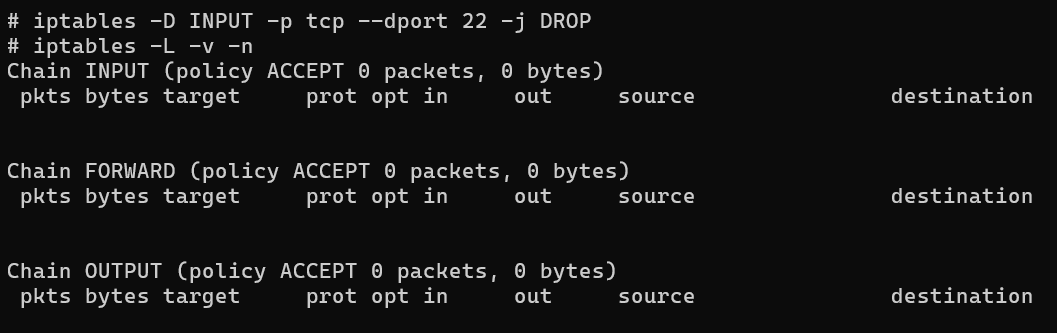 # iptables -D INPUT -p tcp --dport 22 -j DROP
# iptables -L -v -n
Chain INPUT (policy ACCEPT 0 packets, 0 bytes)
 pkts bytes target     prot opt in     out     source               destination
Chain FORWARD (policy ACCEPT 0 packets, 0 bytes)
 pkts bytes target     prot opt in     out     source               destination
Chain OUTPUT (policy ACCEPT 0 packets, 0 bytes)
 pkts bytes target     prot opt in     out     source               destination